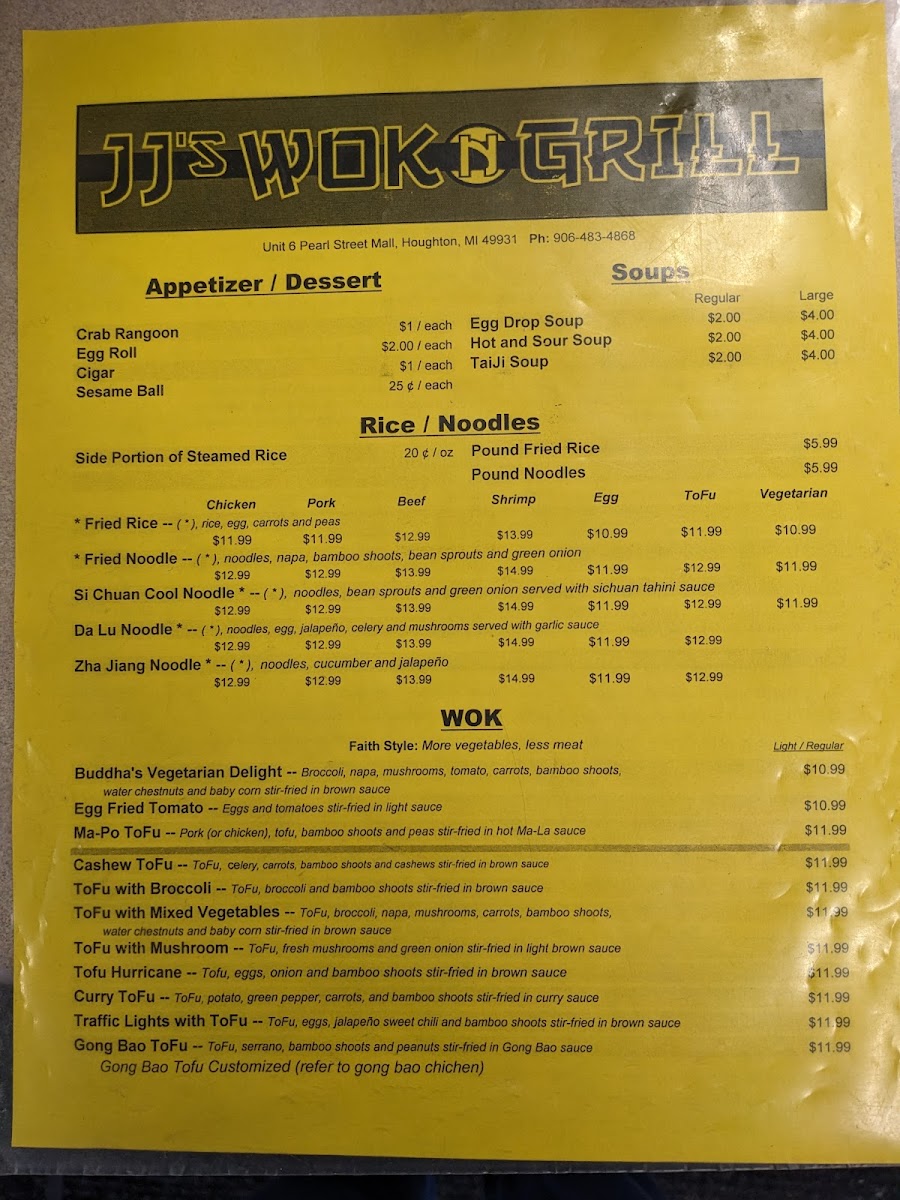 JJ'S WOK N GRILL
Unit 6 Pearl Street Mall, Houghton, MI 49931 Ph: 906-483-4868
Appetizer / Dessert
Crab Rangoon $1 / each
Egg Roll $2.00 / each
Cigar $1 / each
Sesame Ball 25 ¢ / each
Soups
Regular Large
Egg Drop Soup $2.00 $4.00
Hot and Sour Soup $2.00 $4.00
TaiJi Soup $2.00 $4.00
Rice / Noodles
Side Portion of Steamed Rice 20 ¢ / oz
Pound Fried Rice $5.99
Pound Noodles $5.99
Chicken Pork Beef Shrimp Egg ToFu Vegetarian
* Fried Rice -- ( * ), rice, egg, carrots and peas
$11.99 $11.99 $12.99 $13.99 $10.99 $11.99 $10.99
* Fried Noodle -- ( * ), noodles, napa, bamboo shoots, bean sprouts and green onion
$12.99 $12.99 $13.99 $14.99 $11.99 $12.99 $11.99
Si Chuan Cool Noodle * -- ( * ), noodles, bean sprouts and green onion served with sichuan tahini sauce
$12.99 $12.99 $13.99 $14.99 $11.99 $12.99 $11.99
Da Lu Noodle * -- ( * ), noodles, egg, jalapeño, celery and mushrooms served with garlic sauce
$12.99 $12.99 $13.99 $14.99 $11.99 $12.99
Zha Jiang Noodle * -- ( * ), noodles, cucumber and jalapeño
$12.99 $12.99 $13.99 $14.99 $11.99 $12.99
WOK
Faith Style: More vegetables, less meat Light / Regular
Buddha's Vegetarian Delight -- Broccoli, napa, mushrooms, tomato, carrots, bamboo shoots, $10.99
water chestnuts and baby corn stir-fried in brown sauce
Egg Fried Tomato -- Eggs and tomatoes stir-fried in light sauce $10.99
Ma-Po ToFu -- Pork (or chicken), tofu, bamboo shoots and peas stir-fried in hot Ma-La sauce $11.99
Cashew ToFu -- ToFu, celery, carrots, bamboo shoots and cashews stir-fried in brown sauce $11.99
ToFu with Broccoli -- ToFu, broccoli and bamboo shoots stir-fried in brown sauce $11.99
ToFu with Mixed Vegetables -- ToFu, broccoli, napa, mushrooms, carrots, bamboo shoots, $11.99
water chestnuts and baby corn stir-fried in brown sauce
ToFu with Mushroom -- ToFu, fresh mushrooms and green onion stir-fried in light brown sauce $11.99
Tofu Hurricane -- Tofu, eggs, onion and bamboo shoots stir-fried in brown sauce $11.99
Curry ToFu -- ToFu, potato, green pepper, carrots, and bamboo shoots stir-fried in curry sauce $11.99
Traffic Lights with ToFu -- ToFu, eggs, jalapeño sweet chili and bamboo shoots stir-fried in brown sauce $11.99
Gong Bao ToFu -- ToFu, serrano, bamboo shoots and peanuts stir-fried in Gong Bao sauce $11.99
Gong Bao Tofu Customized (refer to gong bao chichen)